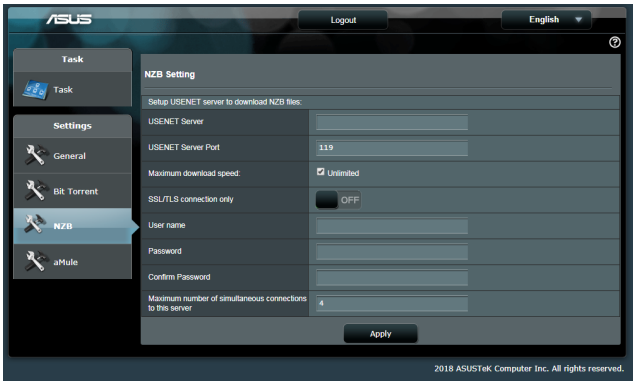 ASUS
Logout
English
?
Task
Task
Settings
General
Bit Torrent
NZB
aMule
NZB Setting
Setup USENET server to download NZB files:
USENET Server
USENET Server Port
119
Maximum download speed:
Unlimited
SSL/TLS connection only
OFF
User name
Password
Confirm Password
Maximum number of simultaneous connections
to this server
4
Apply
2018 ASUSTeK Computer Inc. All rights reserved.